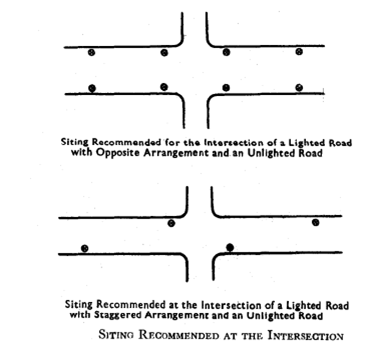 Siting Recommended for the Intersection of a Lighted Road
with Opposite Arrangement and an Unlighted Road
Siting Recommended at the Intersection of a Lighted Road
with Staggered Arrangement and an Unlighted Road
SITING RECOMMENDED AT THE INTERSECTION